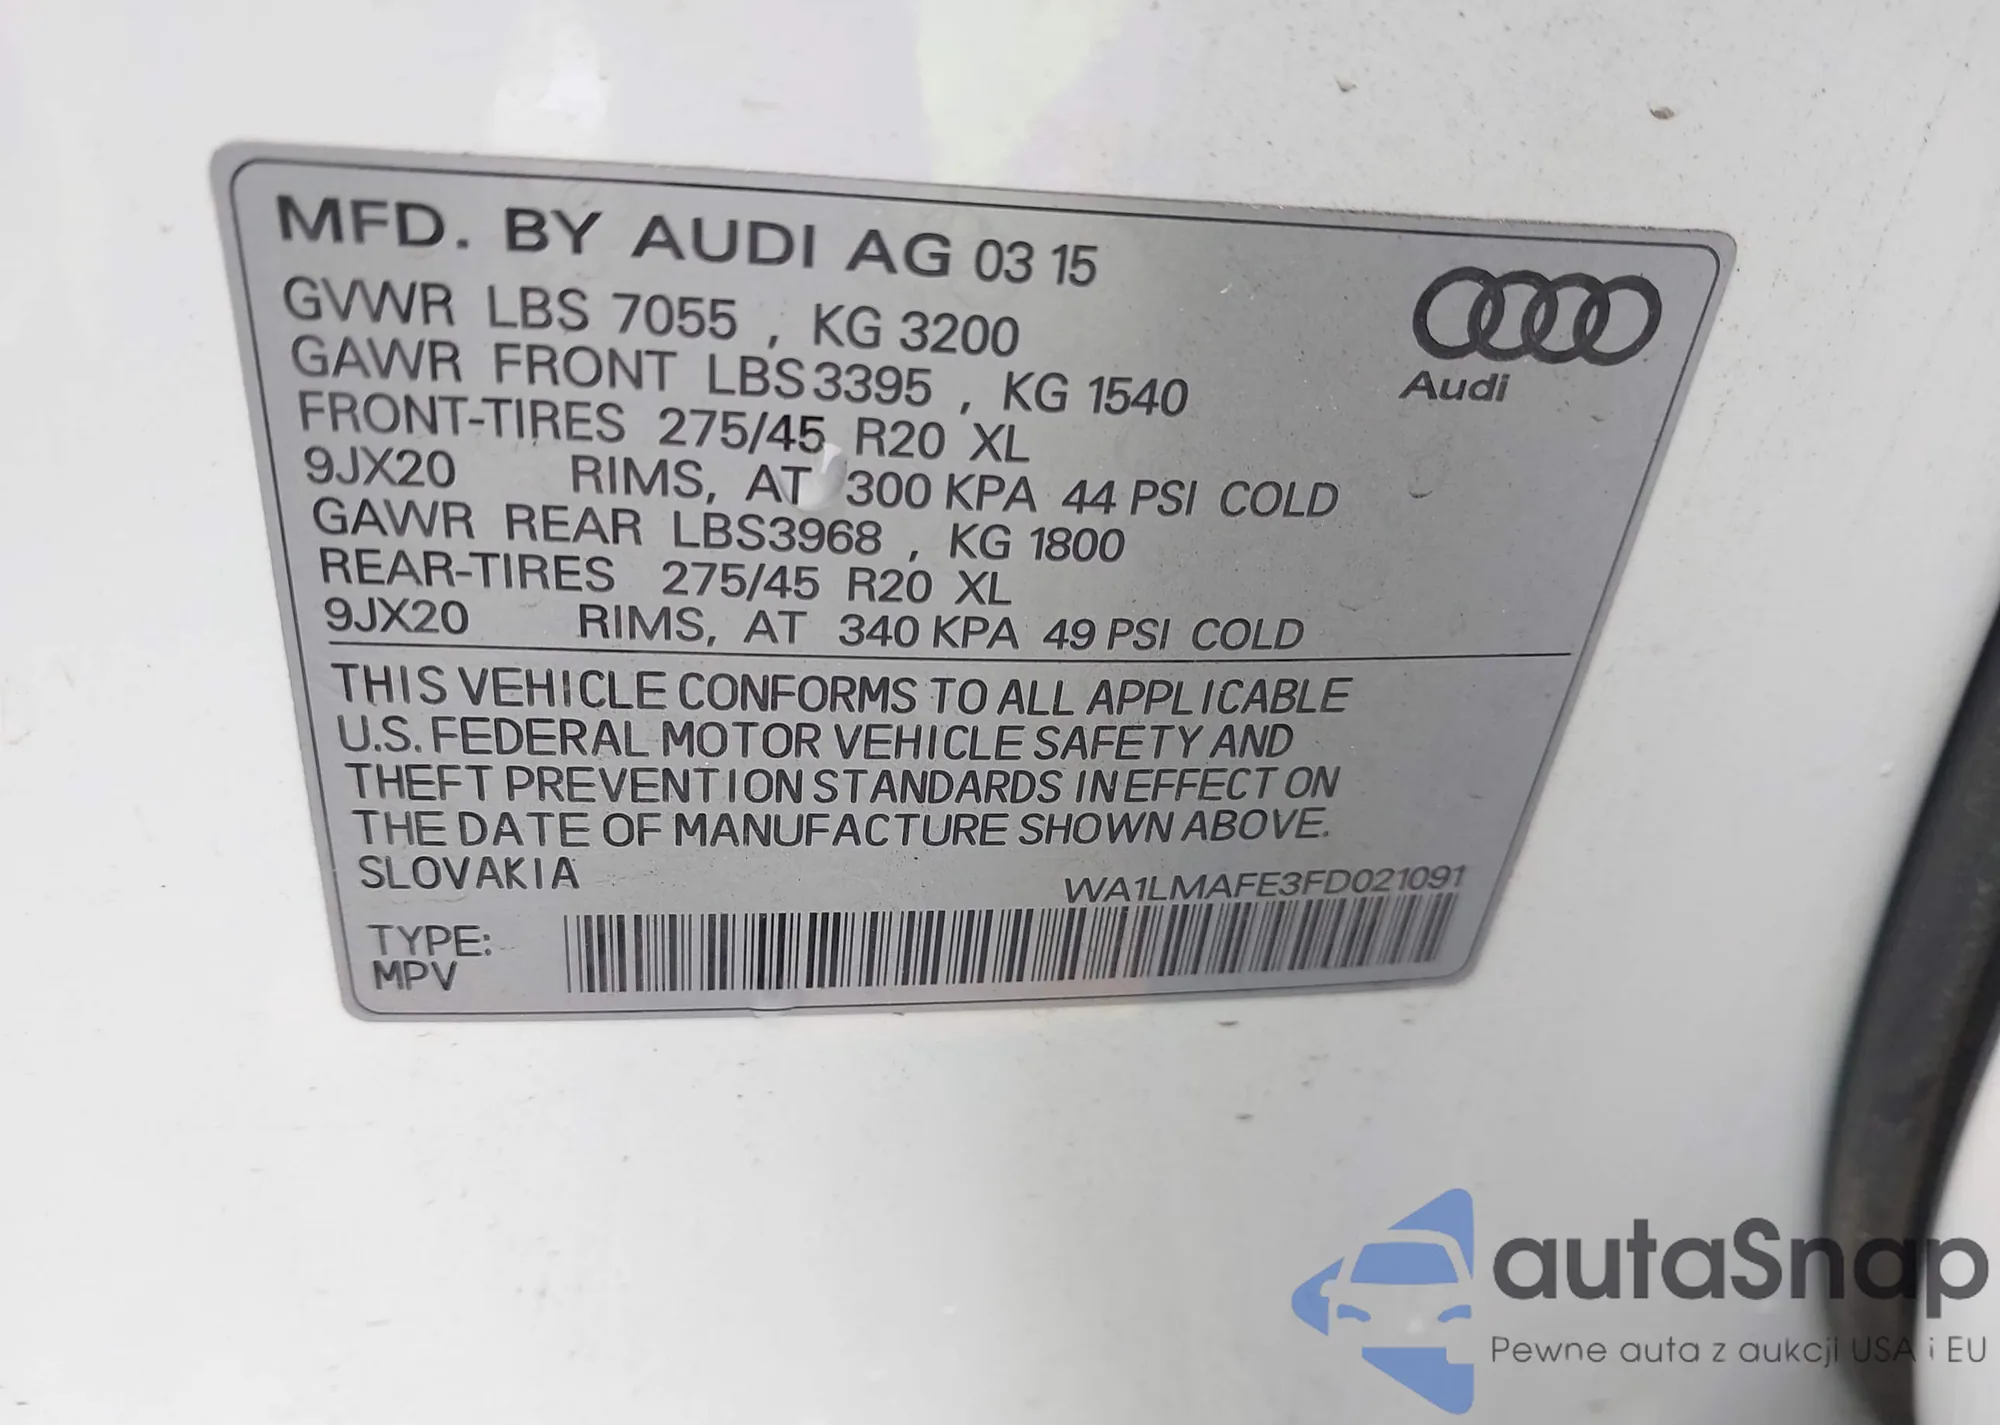 MFD. BY AUDI AG 03 15
GVWR LBS 7055 , KG 3200
GAWR FRONT LBS3395 , KG 1540
FRONT-TIRES 275/45 R20 XL
9JX20 RIMS, AT 300 KPA 44 PSI COLD
GAWR REAR LBS3968 , KG 1800
REAR-TIRES 275/45 R20 XL
9JX20 RIMS, AT 340 KPA 49 PSI COLD
Audi
THIS VEHICLE CONFORMS TO ALL APPLICABLE
U.S. FEDERAL MOTOR VEHICLE SAFETY AND
THEFT PREVENTION STANDARDS IN EFFECT ON
THE DATE OF MANUFACTURE SHOWN ABOVE.
SLOVAKIA
WA1LMAFE3FD021091
TYPE:
MPV
autaSnap
Pewne auta z aukcji USA i EU